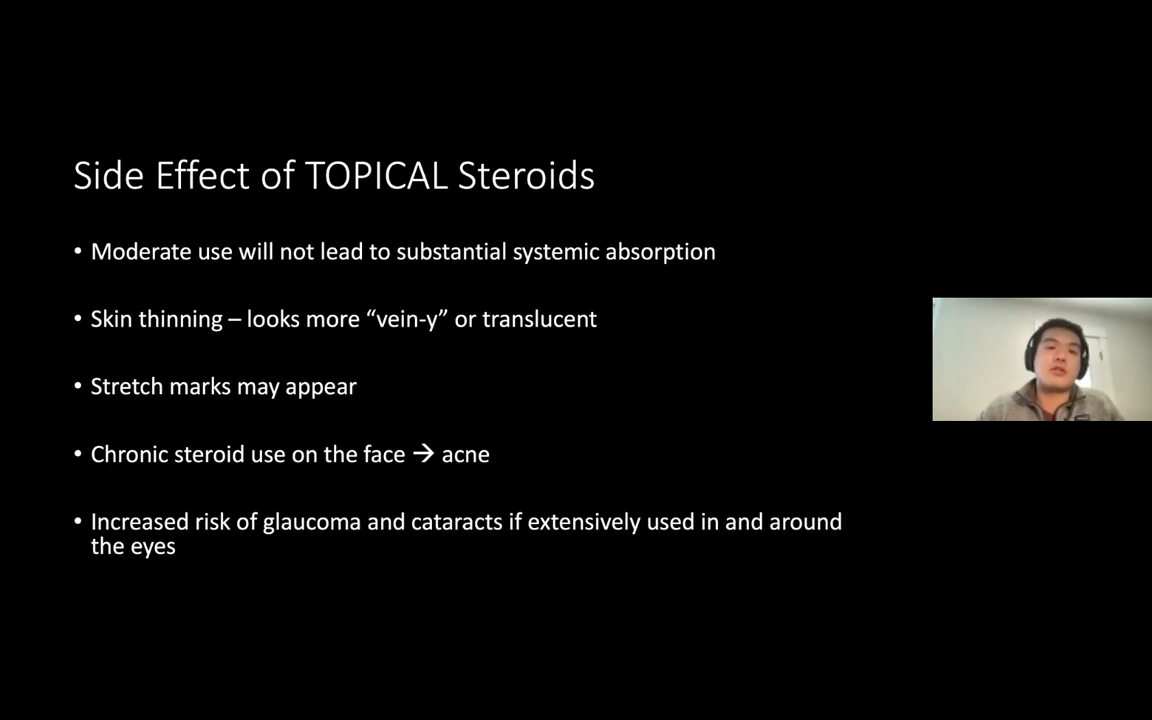 Side Effect of TOPICAL Steroids
• Moderate use will not lead to substantial systemic absorption
• Skin thinning – looks more “vein-y” or translucent
• Stretch marks may appear
• Chronic steroid use on the face → acne
• Increased risk of glaucoma and cataracts if extensively used in and around
the eyes